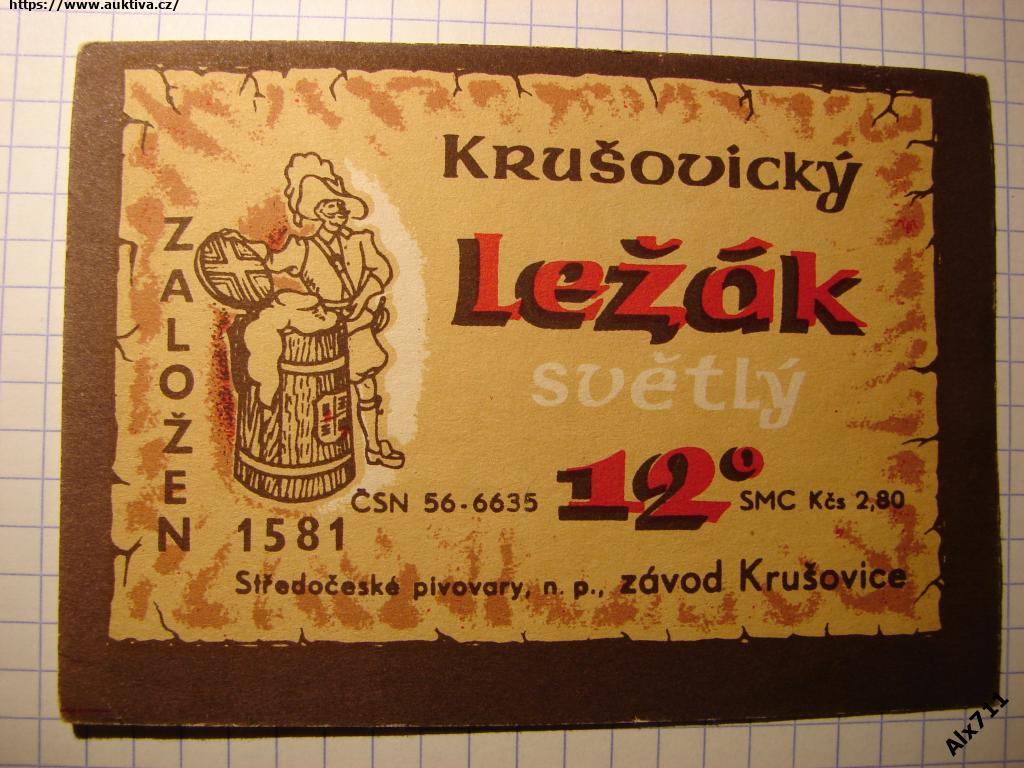 https://www.auktiva.cz/
Krušovický
Ležák
světlý
12°
ZALOŽEN
1581
ČSN 56-6635
SMC Kčs 2,80
Středočeské pivovary, n. p., závod Krušovice
Alx711